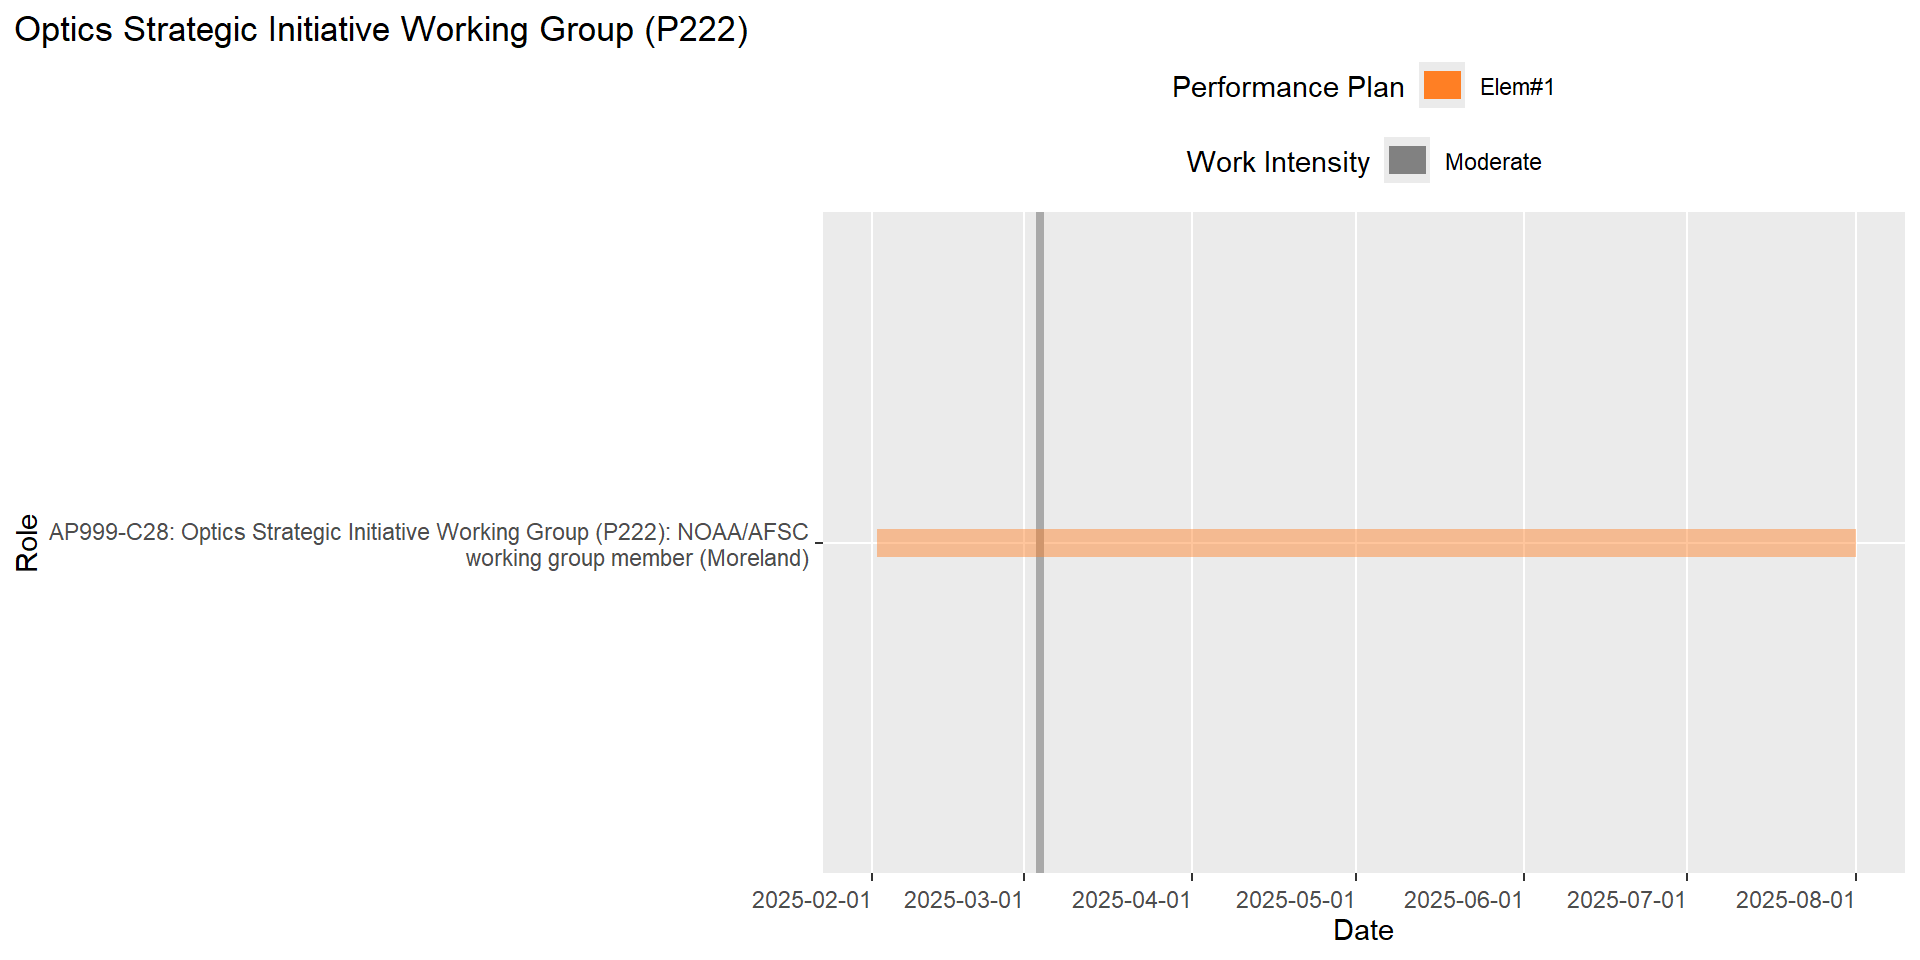 Optics Strategic Initiative Working Group (P222)
Performance Plan
Elem#1
Work Intensity
Moderate
Role
AP999-C28: Optics Strategic Initiative Working Group (P222): NOAA/AFSC
working group member (Moreland)
2025-02-01
2025-03-01
2025-04-01
2025-05-01
2025-06-01
2025-07-01
2025-08-01
Date